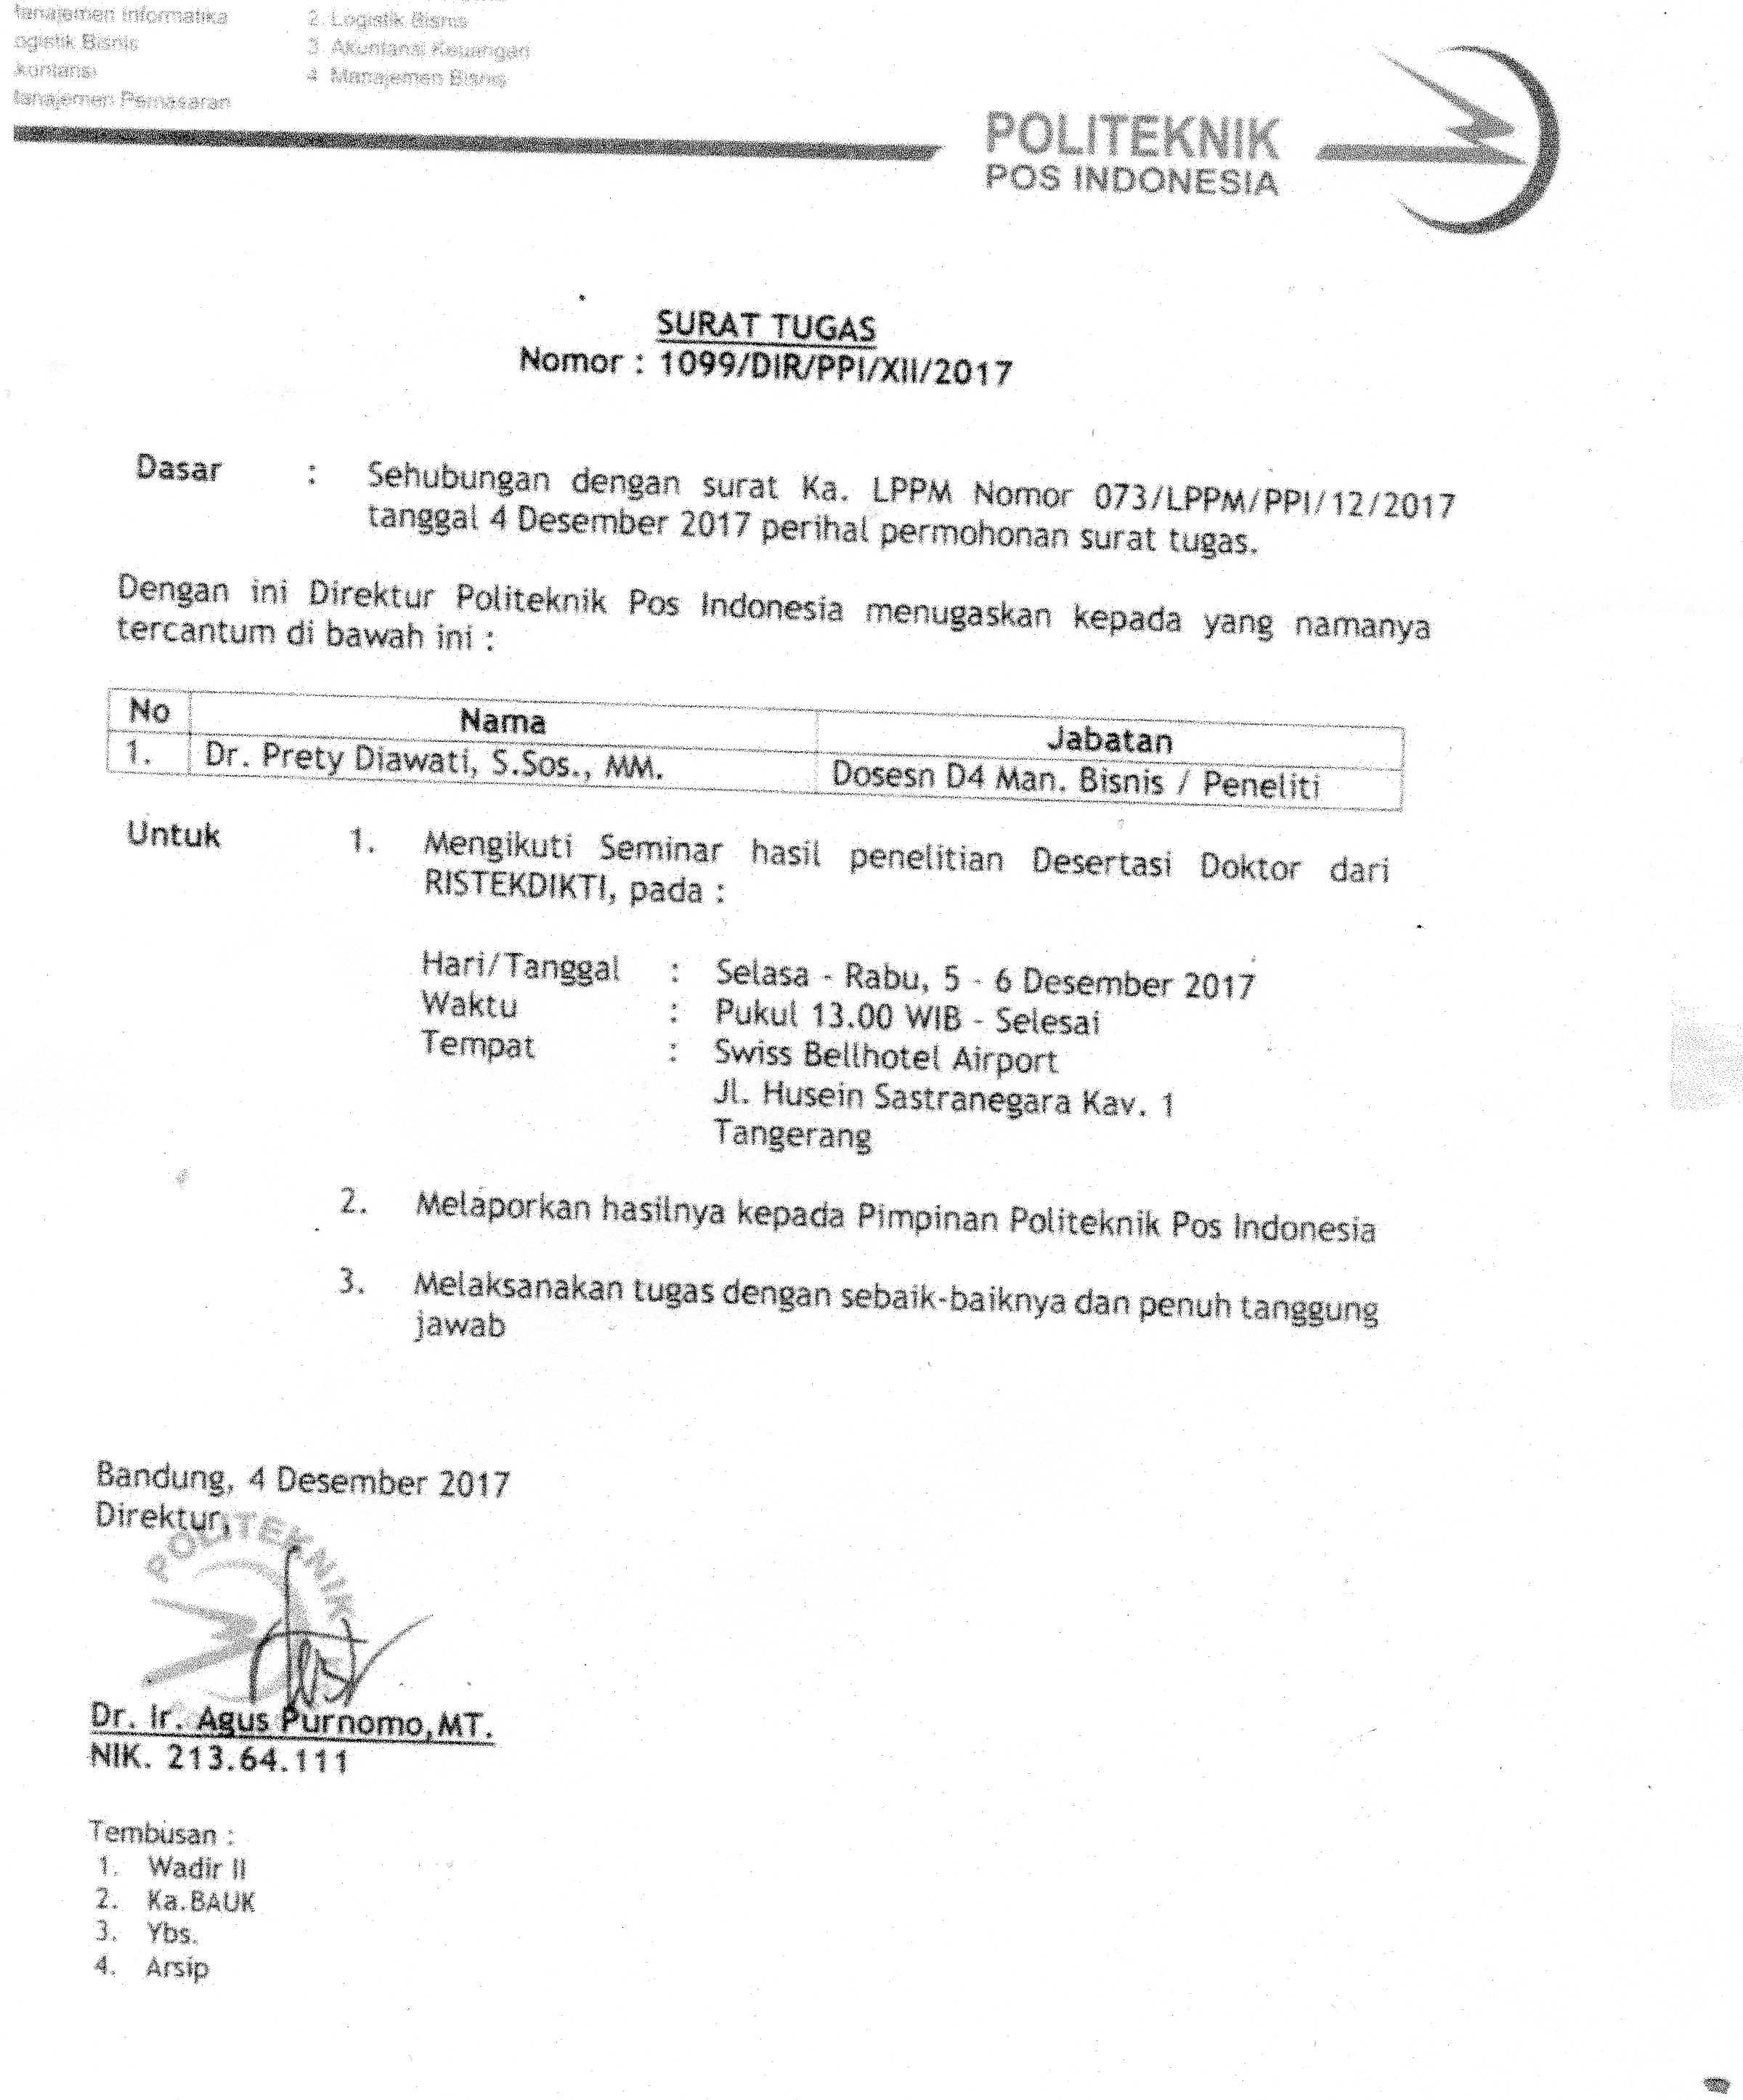 Manajemen Informatika
2. Logistik Bisnis
ogistik Bisnis
3. Akuntansi Keuangan
kuntansi
4. Manajemen Bisnis
Manajemen Pemasaran
POLITEKNIK
POS INDONESIA
SURAT TUGAS
Nomor : 1099/DIR/PPI/XII/2017
Dasar : Sehubungan dengan surat Ka. LPPM Nomor 073/LPPM/PPI/12/2017
tanggal 4 Desember 2017 perihal permohonan surat tugas.
Dengan ini Direktur Politeknik Pos Indonesia menugaskan kepada yang namanya
tercantum di bawah ini :
No Nama Jabatan
1. Dr. Prety Diawati, S.Sos., MM. Dosesn D4 Man. Bisnis / Peneliti
Untuk 1. Mengikuti Seminar hasil penelitian Desertasi Doktor dari
RISTEKDIKTI, pada :
Hari/Tanggal : Selasa - Rabu, 5 - 6 Desember 2017
Waktu : Pukul 13.00 WIB - Selesai
Tempat : Swiss Bellhotel Airport
Jl. Husein Sastranegara Kav. 1
Tangerang
2. Melaporkan hasilnya kepada Pimpinan Politeknik Pos Indonesia
3. Melaksanakan tugas dengan sebaik-baiknya dan penuh tanggung
jawab
Bandung, 4 Desember 2017
Direktur,
POLITEKNIK
Dr. Ir. Agus Purnomo,MT.
NIK. 213.64.111
Tembusan :
1. Wadir II
2. Ka.BAUK
3. Ybs.
4. Arsip